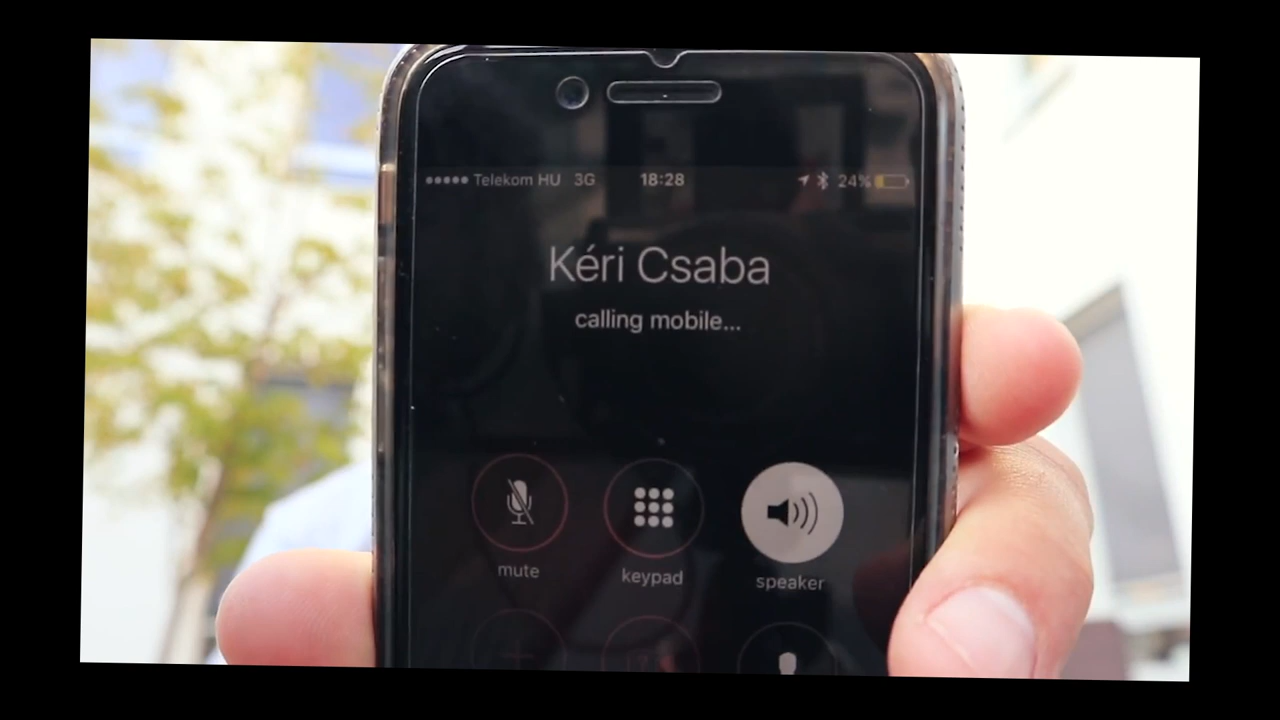 Telekom HU 3G 18:28 24%
Kéri Csaba
calling mobile...
mute keypad speaker